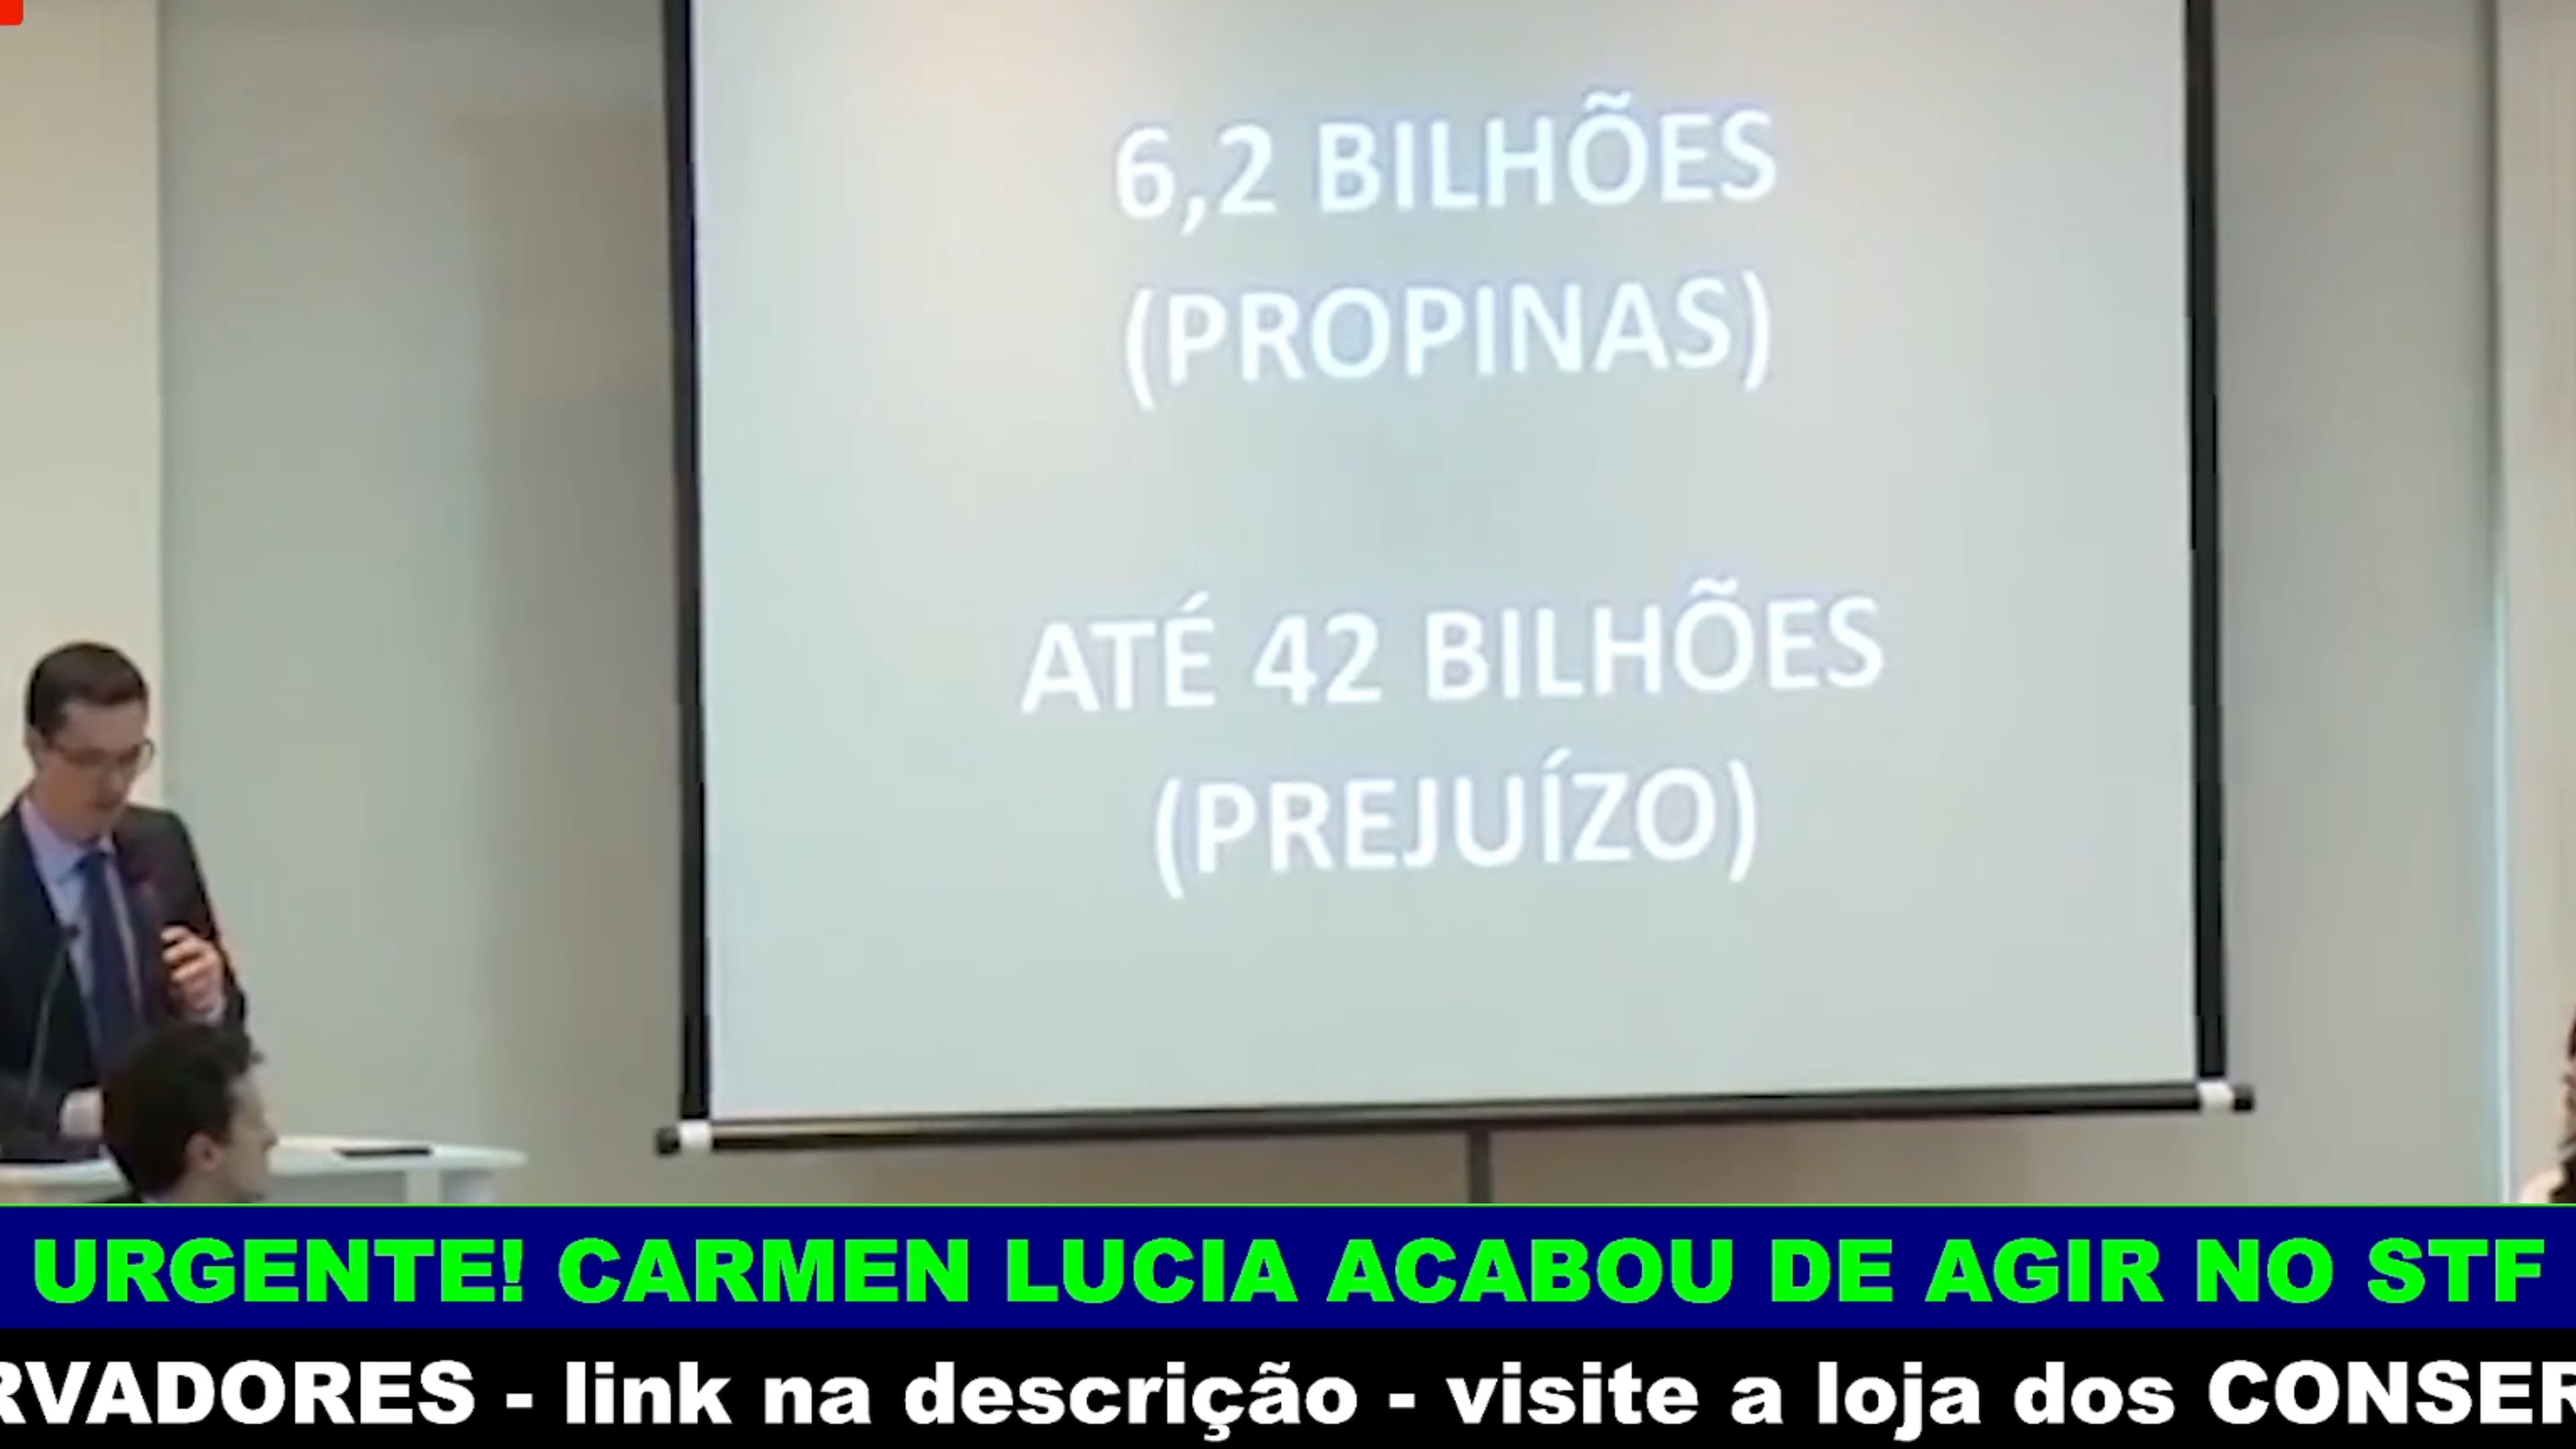 6,2 BILHÕES
(PROPINAS)
ATÉ 42 BILHÕES
(PREJUÍZO)
URGENTE! CARMEN LUCIA ACABOU DE AGIR NO STF
RVADORES - link na descrição - visite a loja dos CONSER